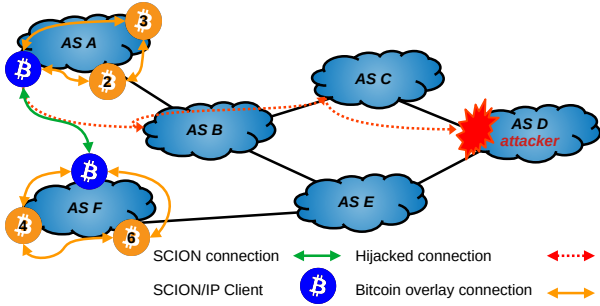 3
AS A
2
AS C
AS B
AS D
attacker
AS E
AS F
4
6
SCION connection
Hijacked connection
SCION/IP Client
Bitcoin overlay connection